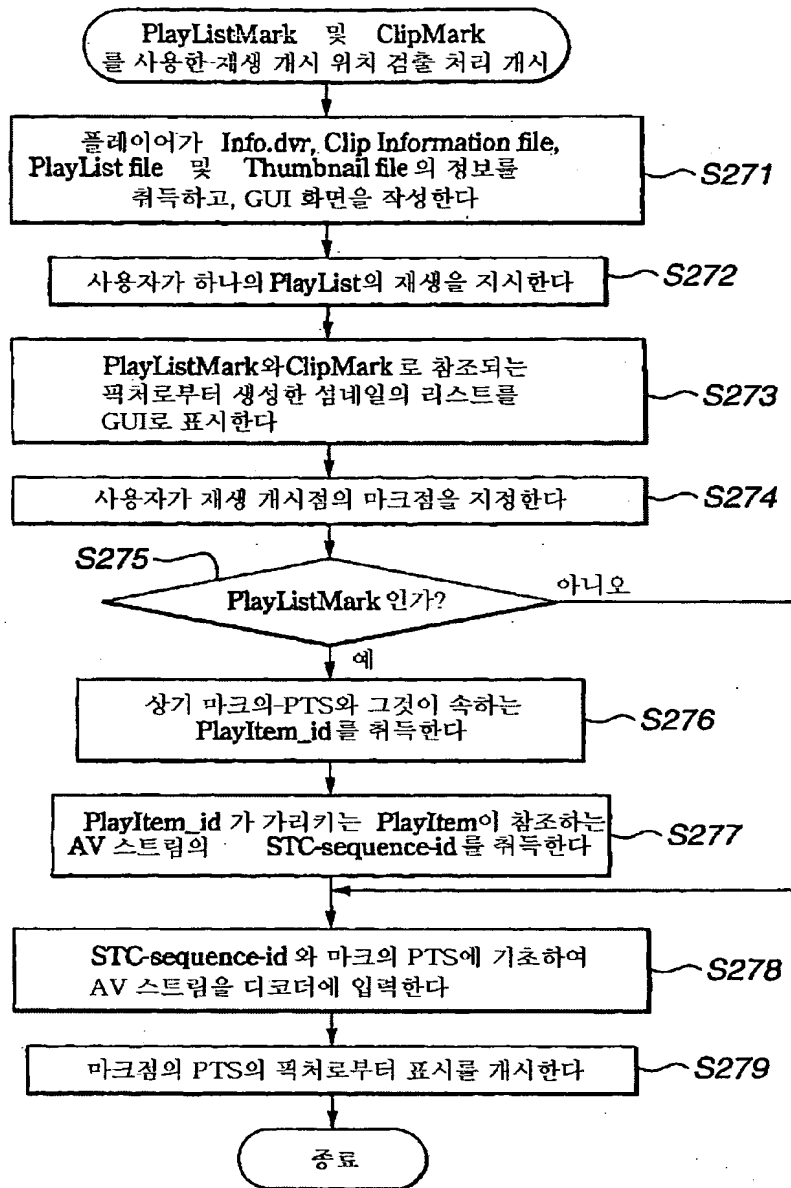 PlayListMark 및 ClipMark
를 사용한 재생 개시 위치 검출 처리 개시
플레이어가 Info.dvr, Clip Information file,
PlayList file 및 Thumbnail file 의 정보를
취득하고, GUI 화면을 작성한다
S271
사용자가 하나의 PlayList의 재생을 지시한다
S272
PlayListMark와ClipMark 로 참조되는
픽처로부터 생성한 섬네일의 리스트를
GUI로 표시한다
S273
사용자가 재생 개시점의 마크점을 지정한다
S274
S275
PlayListMark 인가?
아니오
예
상기 마크의 PTS와 그것이 속하는
PlayItem_id 를 취득한다
S276
PlayItem_id 가 가리키는 PlayItem이 참조하는
AV 스트림의 STC-sequence-id 를 취득한다
S277
STC-sequence-id 와 마크의 PTS에 기초하여
AV 스트림을 디코더에 입력한다
S278
마크점의 PTS의 픽처로부터 표시를 개시한다
S279
종료